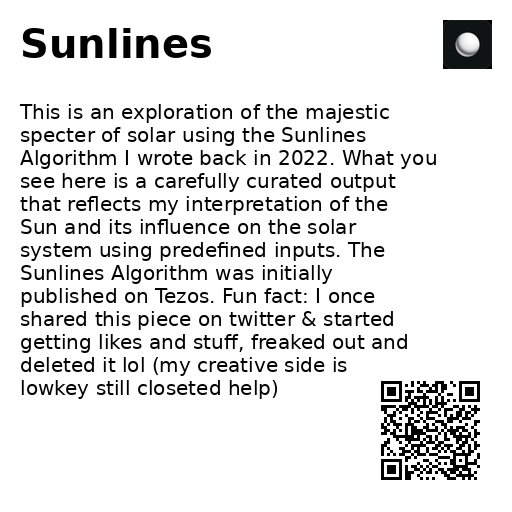 Sunlines
This is an exploration of the majestic
specter of solar using the Sunlines
Algorithm I wrote back in 2022. What you
see here is a carefully curated output
that reflects my interpretation of the
Sun and its influence on the solar
system using predefined inputs. The
Sunlines Algorithm was initially
published on Tezos. Fun fact: I once
shared this piece on twitter & started
getting likes and stuff, freaked out and
deleted it lol (my creative side is
lowkey still closeted help)